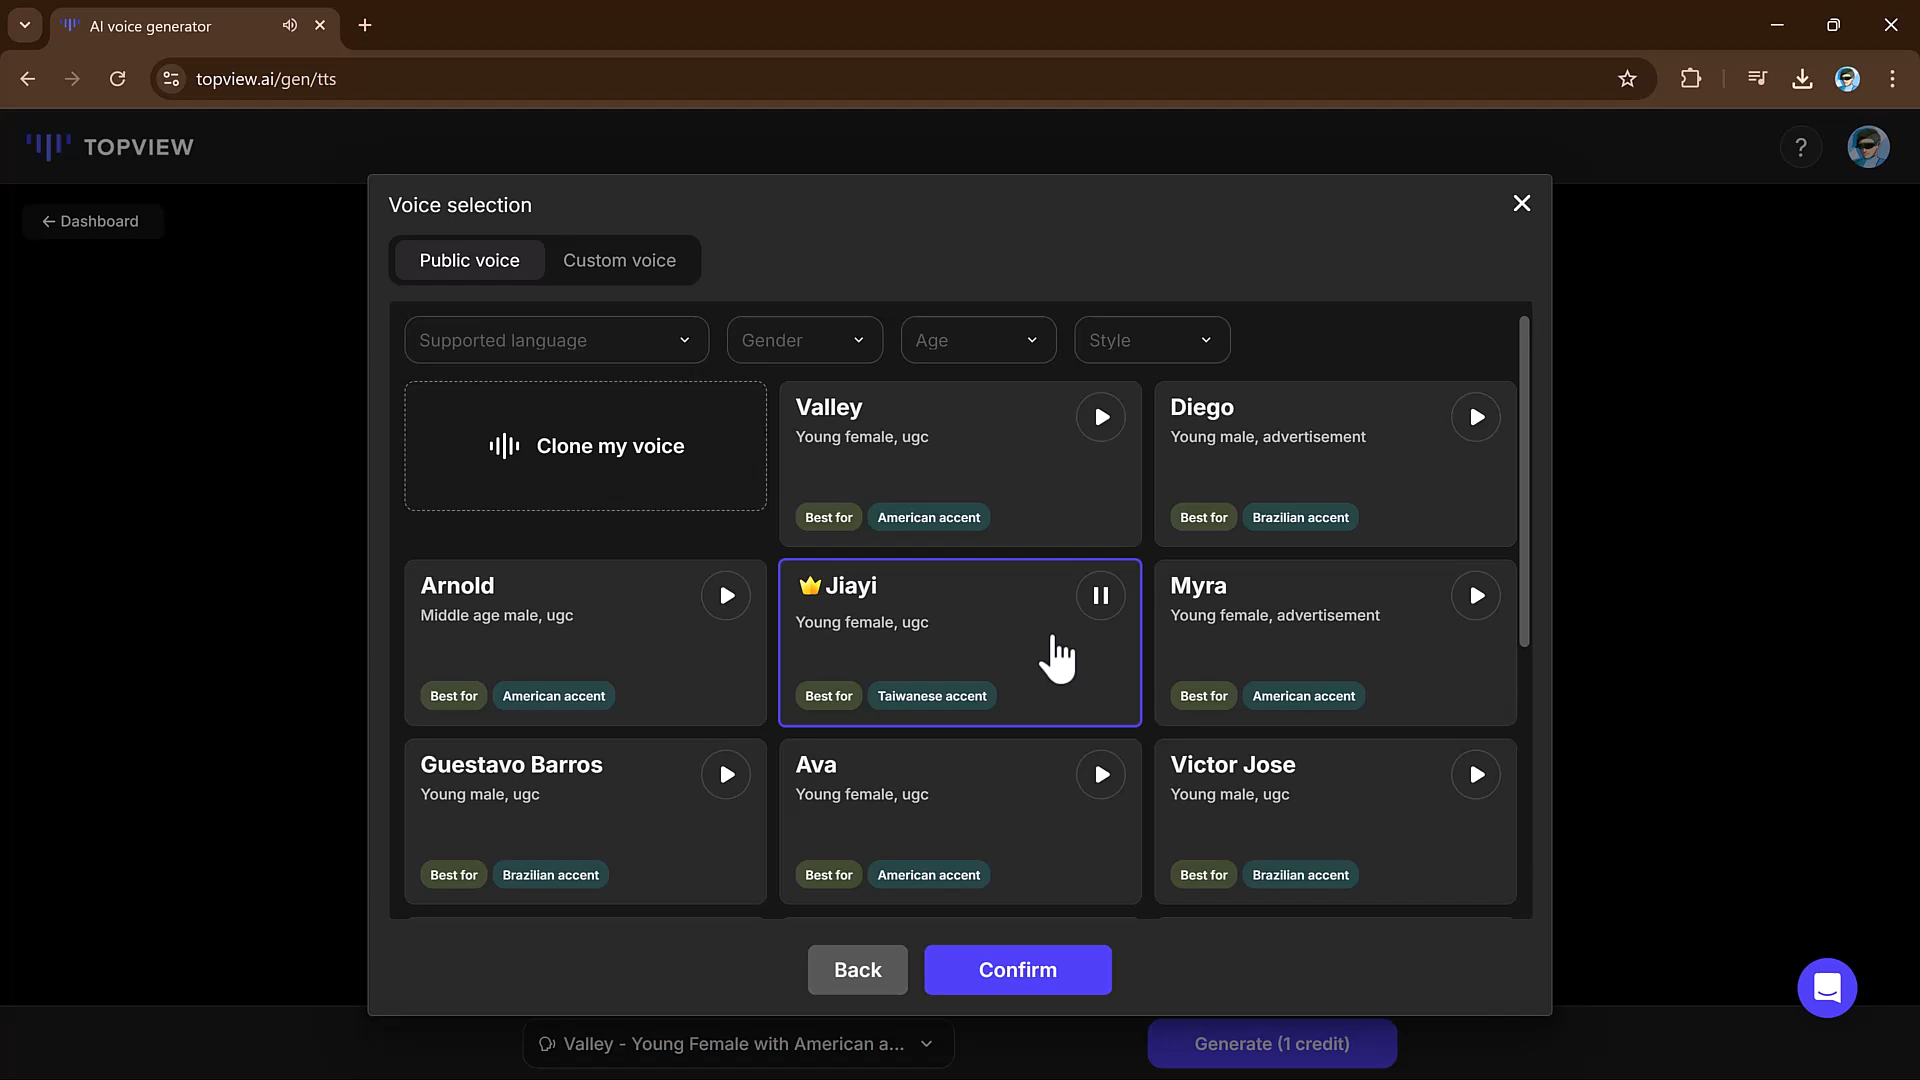 AI voice generator
topview.ai/gen/tts
TOPVIEW
?
← Dashboard
Voice selection
Public voice
Custom voice
Supported language
Gender
Age
Style
Clone my voice
Valley
Young female, ugc
Best for
American accent
Diego
Young male, advertisement
Best for
Brazilian accent
Arnold
Middle age male, ugc
Best for
American accent
Jiayi
Young female, ugc
Best for
Taiwanese accent
Myra
Young female, advertisement
Best for
American accent
Guestavo Barros
Young male, ugc
Best for
Brazilian accent
Ava
Young female, ugc
Best for
American accent
Victor Jose
Young male, ugc
Best for
Brazilian accent
Back
Confirm
Valley - Young Female with American a...
Generate (1 credit)